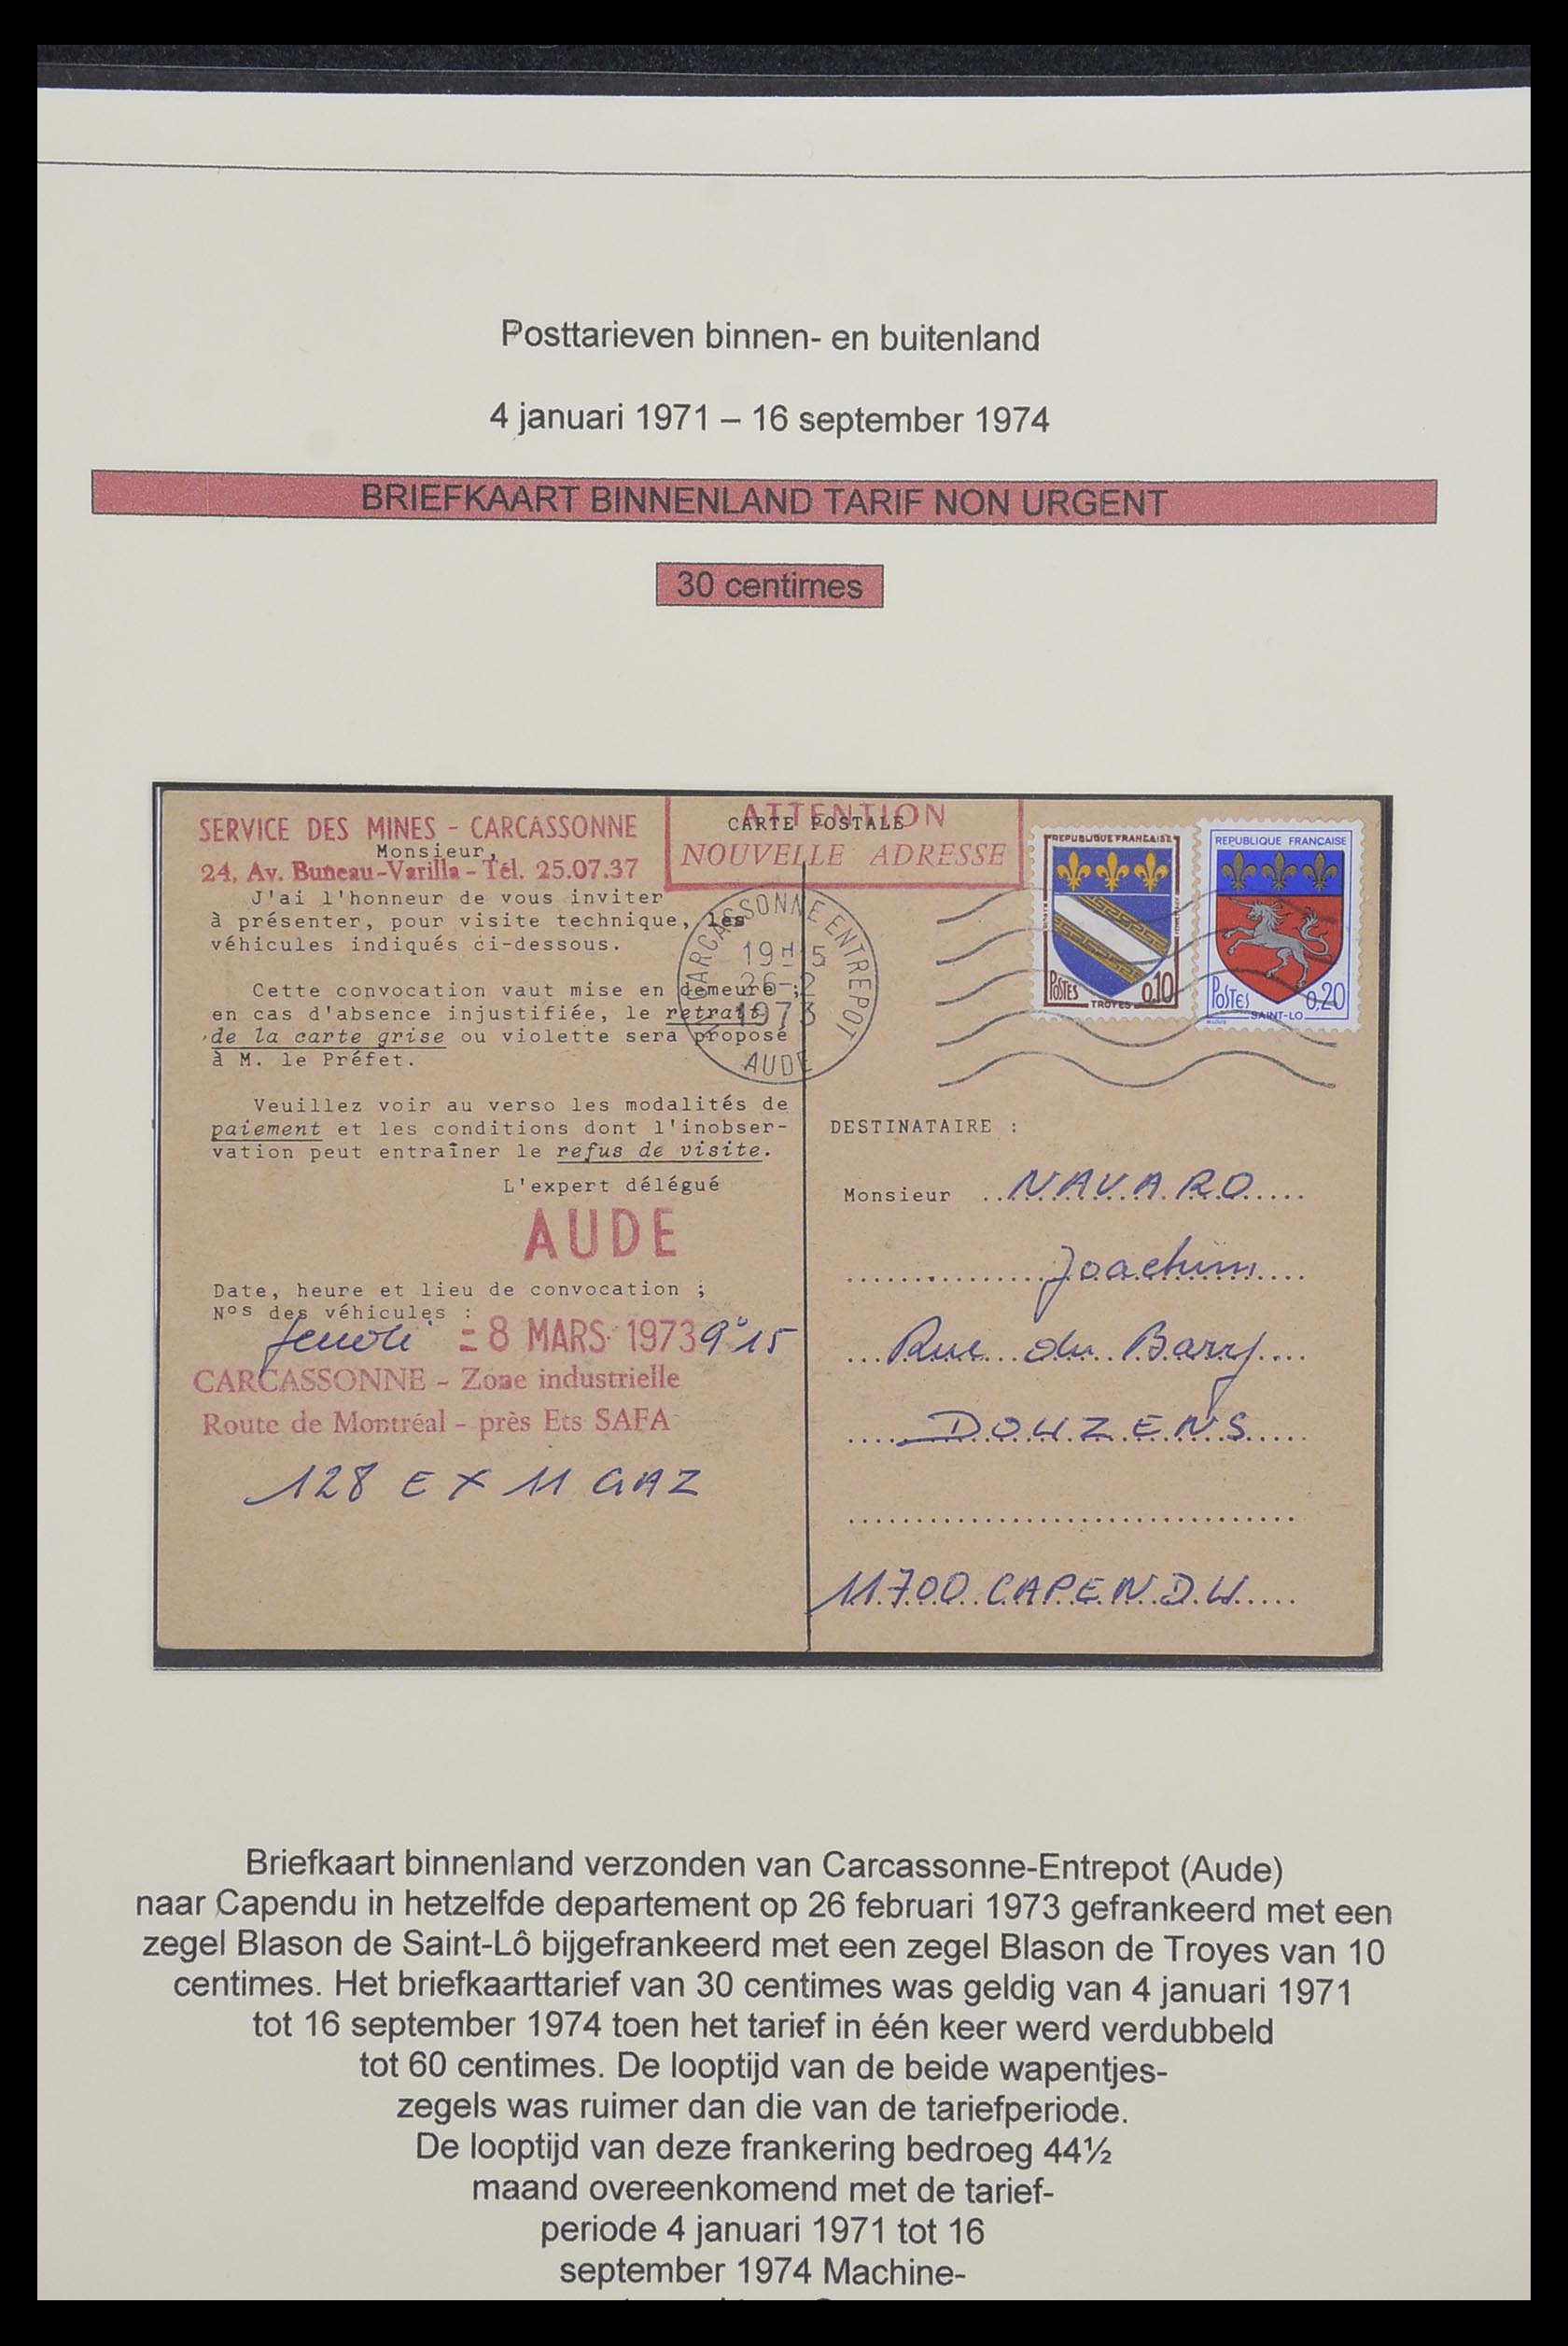 Posttarieven binnen- en buitenland
4 januari 1971 – 16 september 1974
BRIEFKAART BINNENLAND TARIF NON URGENT
30 centimes
SERVICE DES MINES - CARCASSONNE
Monsieur,
24, Av. Buneau-Varilla - Tél. 25.07.37
J'ai l'honneur de vous inviter
à présenter, pour visite technique, les
véhicules indiqués ci-dessous.
Cette convocation vaut mise en demeure ;
en cas d'absence injustifiée, le retrait
de la carte grise ou violette sera proposé
à M. le Préfet.
Veuillez voir au verso les modalités de
paiement et les conditions dont l'inobser-
vation peut entraîner le refus de visite.
L'expert délégué
AUDE
Date, heure et lieu de convocation ;
Nos des véhicules :
Jeudi = 8 MARS 1973 9°15
CARCASSONNE - Zone industrielle
Route de Montréal - près Ets SAFA
128 EX 11 GAZ
ATTENTION
CARTE POSTALE
NOUVELLE ADRESSE
CARCASSONNE ENTREPOT
19H15
26-2
1973
AUDE
REPUBLIQUE FRANÇAISE
POSTES 0,10
TROYES
REPUBLIQUE FRANÇAISE
POSTES 0,20
SAINT-LO
DESTINATAIRE :
Monsieur NAVARO
Joachim
Rue du Barry
DOUZENS
11700 CAPENDU
Briefkaart binnenland verzonden van Carcassonne-Entrepot (Aude)
naar Capendu in hetzelfde departement op 26 februari 1973 gefrankeerd met een
zegel Blason de Saint-Lô bijgefrankeerd met een zegel Blason de Troyes van 10
centimes. Het briefkaarttarief van 30 centimes was geldig van 4 januari 1971
tot 16 september 1974 toen het tarief in één keer werd verdubbeld
tot 60 centimes. De looptijd van de beide wapentjes-
zegels was ruimer dan die van de tariefperiode.
De looptijd van deze frankering bedroeg 44½
maand overeenkomend met de tarief-
periode 4 januari 1971 tot 16
september 1974 Machine-